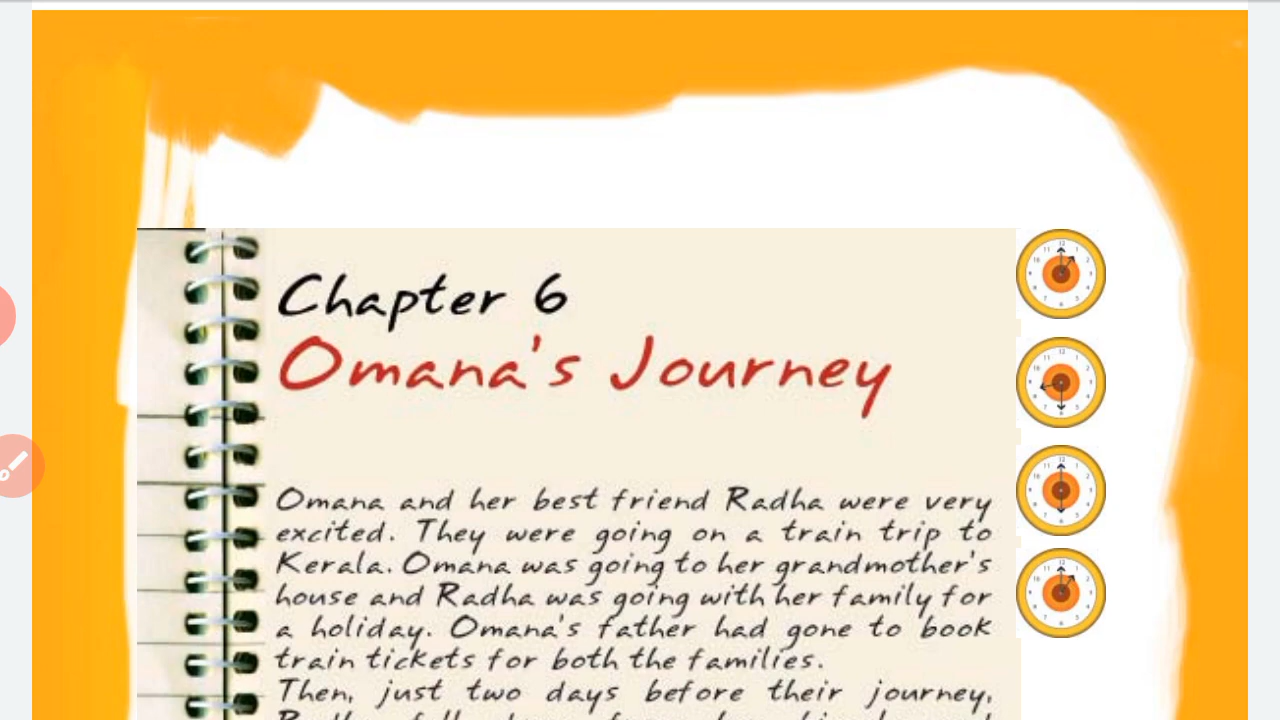 Chapter 6
Omana's Journey
Omana and her best friend Radha were very
excited. They were going on a train trip to
Kerala. Omana was going to her grandmother's
house and Radha was going with her family for
a holiday. Omana's father had gone to book
train tickets for both the families.
Then, just two days before their journey,